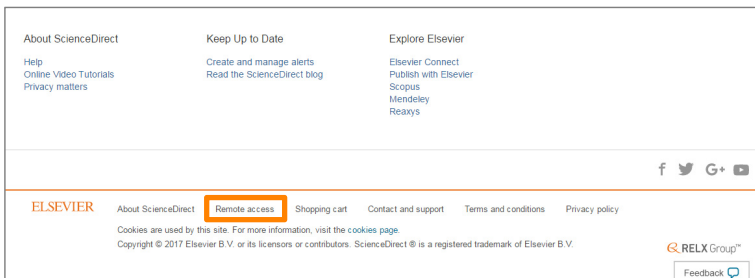 About ScienceDirect
Help
Online Video Tutorials
Privacy matters
Keep Up to Date
Create and manage alerts
Read the ScienceDirect blog
Explore Elsevier
Elsevier Connect
Publish with Elsevier
Scopus
Mendeley
Reaxys
ELSEVIER
About ScienceDirect Remote access Shopping cart Contact and support Terms and conditions Privacy policy
Cookies are used by this site. For more information, visit the cookies page.
Copyright © 2017 Elsevier B.V. or its licensors or contributors. ScienceDirect ® is a registered trademark of Elsevier B.V.
RELX Group™
Feedback